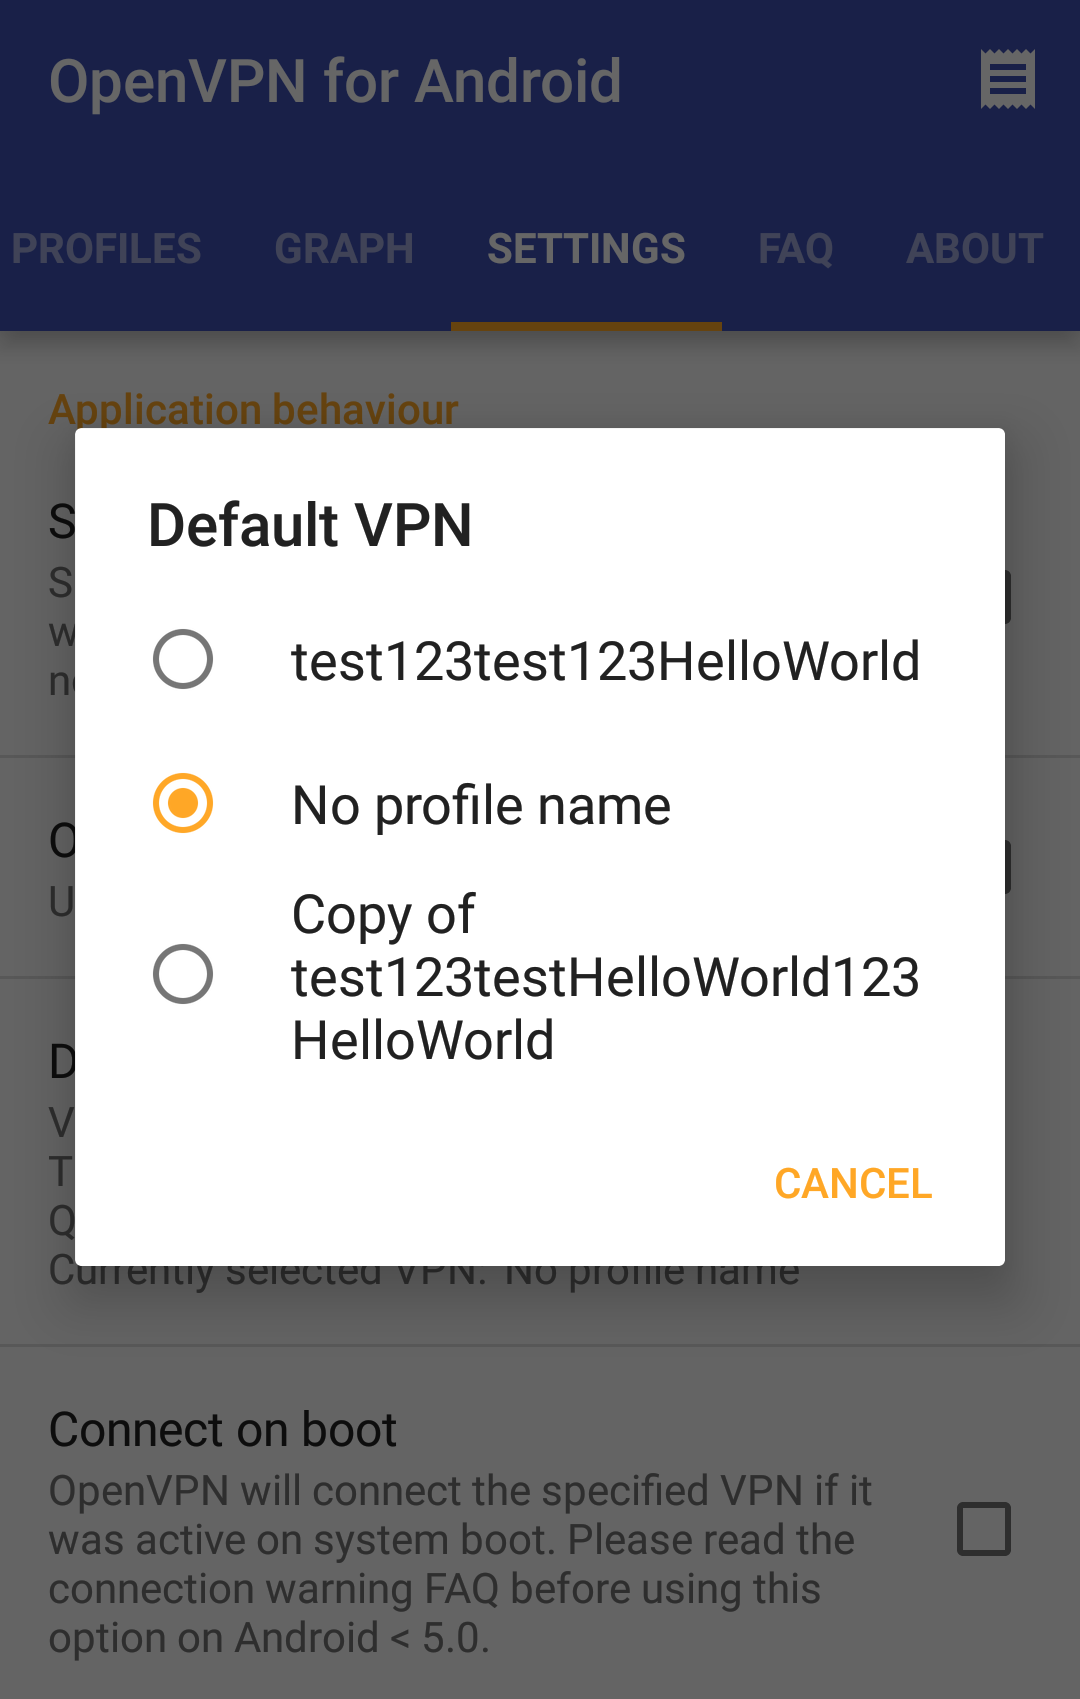 OpenVPN for Android
PROFILES GRAPH SETTINGS FAQ ABOUT
Application behaviour
Default VPN
test123test123HelloWorld
No profile name
Copy of
test123testHelloWorld123
HelloWorld
CANCEL
Currently selected VPN: 'No profile name'
Connect on boot
OpenVPN will connect the specified VPN if it
was active on system boot. Please read the
connection warning FAQ before using this
option on Android < 5.0.